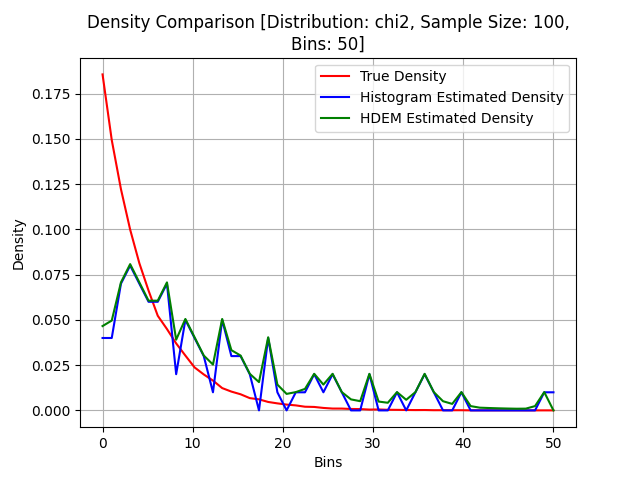 Density Comparison [Distribution: chi2, Sample Size: 100,
Bins: 50]
True Density
Histogram Estimated Density
HDEM Estimated Density
Density
0.175
0.150
0.125
0.100
0.075
0.050
0.025
0.000
0
10
20
30
40
50
Bins